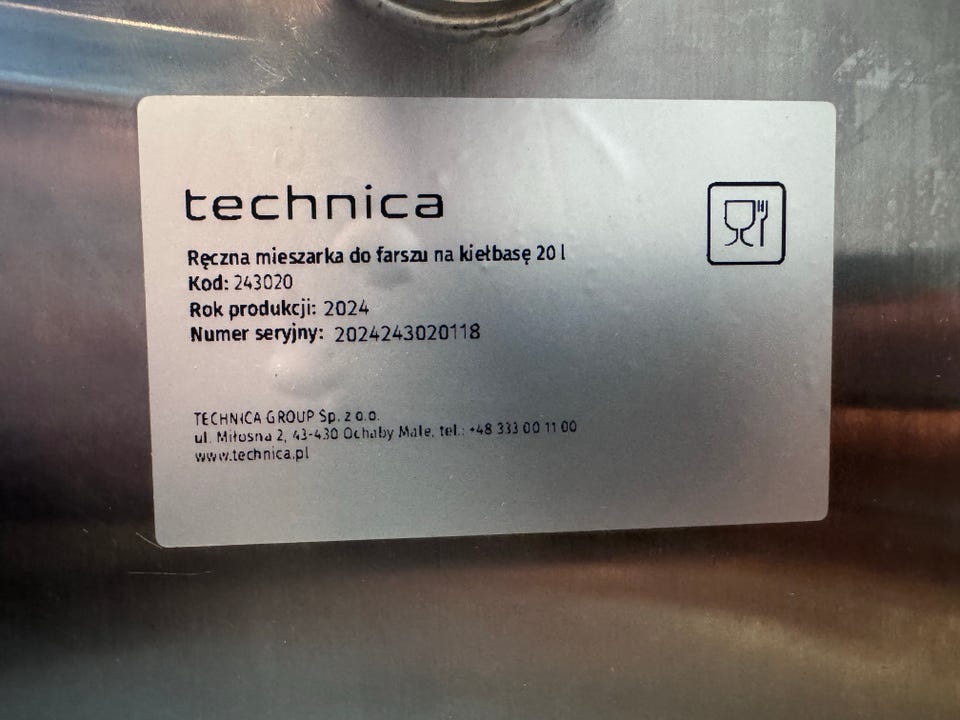 technica
Ręczna mieszarka do farszu na kiełbasę 20 l
Kod: 243020
Rok produkcji: 2024
Numer seryjny: 2024243020118
TECHNICA GROUP Sp. z o.o.
ul. Miłosna 2, 43-430 Ochaby Małe, tel.: +48 333 00 11 00
www.technica.pl